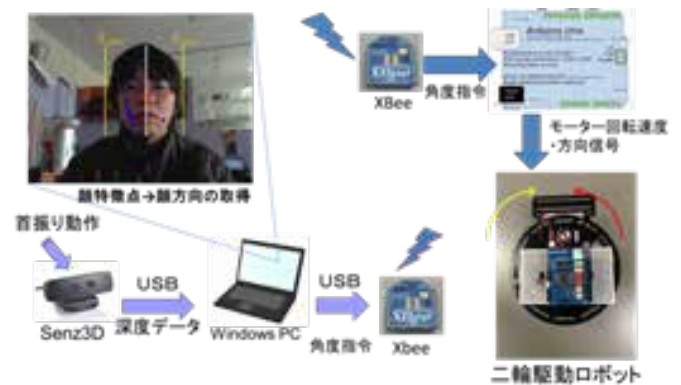 XBee
角度指令
Arduino Uno
モーター回転速度
・方向信号
顔特徴点→顔方向の取得
首振り動作
USB
USB
Senz3D
深度データ
Windows PC
角度指令
Xbee
二輪駆動ロボット